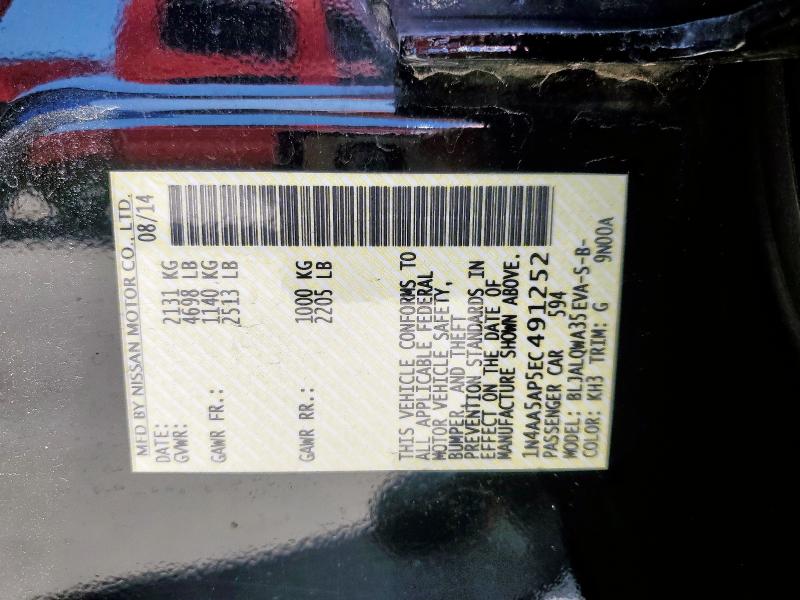 MFD BY NISSAN MOTOR CO., LTD.
DATE: 08/14
GVWR: 2131 KG
4698 LB
GAWR FR.: 1140 KG
2513 LB
GAWR RR.: 1000 KG
2205 LB
THIS VEHICLE CONFORMS TO
ALL APPLICABLE FEDERAL
MOTOR VEHICLE SAFETY,
BUMPER, AND THEFT
PREVENTION STANDARDS IN
EFFECT ON THE DATE OF
MANUFACTURE SHOWN ABOVE.
1N4AA5AP5EC491252
PASSENGER CAR 594
MODEL: BLJALQWA35EVA-S-B-
COLOR: KH3 TRIM: G 9N00A